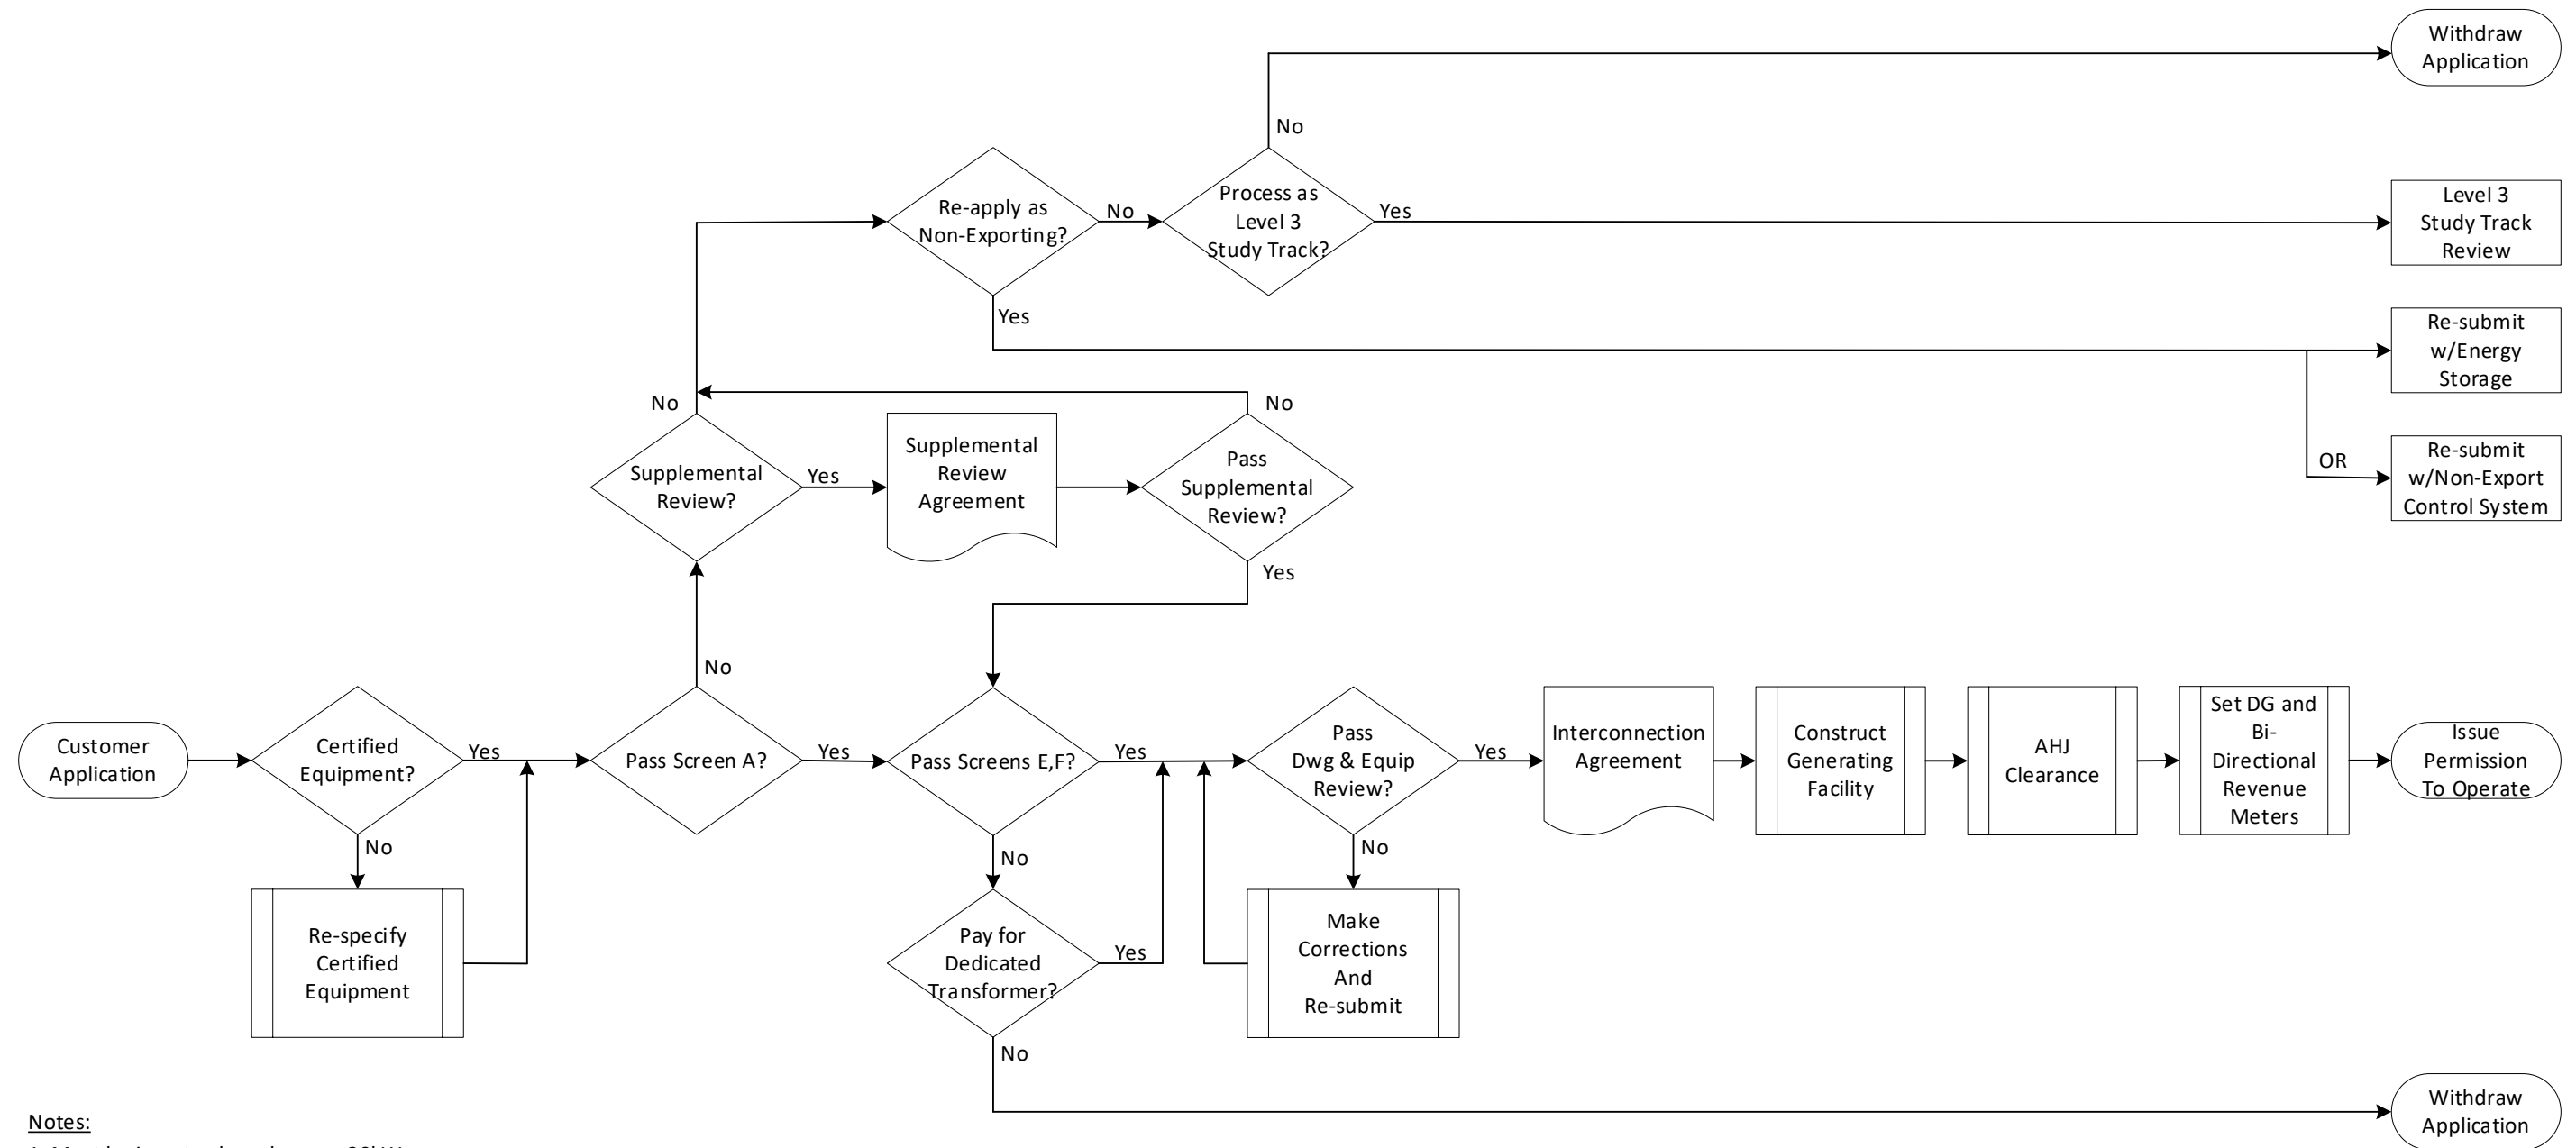 Withdraw
Application
No
Re-apply as
Non-Exporting?
No
Process as
Level 3
Study Track?
Yes
Level 3
Study Track
Review
Yes
Re-submit
w/Energy
Storage
OR
Re-submit
w/Non-Export
Control System
No
Supplemental
Review?
Yes
Supplemental
Review
Agreement
No
Pass
Supplemental
Review?
Yes
No
Customer
Application
Certified
Equipment?
Yes
Pass Screen A?
Yes
Pass Screens E,F?
Yes
Pass
Dwg & Equip
Review?
Yes
Interconnection
Agreement
Construct
Generating
Facility
AHJ
Clearance
Set DG and
Bi-
Directional
Revenue
Meters
Issue
Permission
To Operate
No
Re-specify
Certified
Equipment
No
Pay for
Dedicated
Transformer?
Yes
No
Make
Corrections
And
Re-submit
No
Withdraw
Application
Notes: